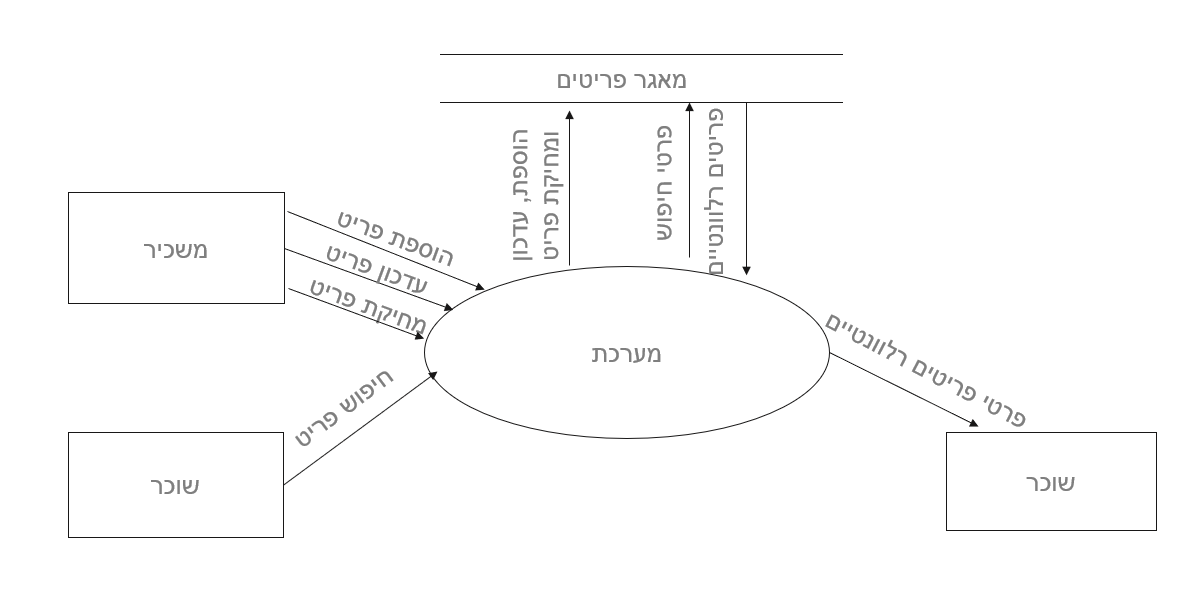 מאגר פריטים
הוספת, עדכון
ומחיקת פריט
פרטי חיפוש
פריטים רלוונטיים
משכיר
הוספת פריט
עדכון פריט
מחיקת פריט
מערכת
חיפוש פריט
פרטי פריטים רלוונטיים
שוכר
שוכר